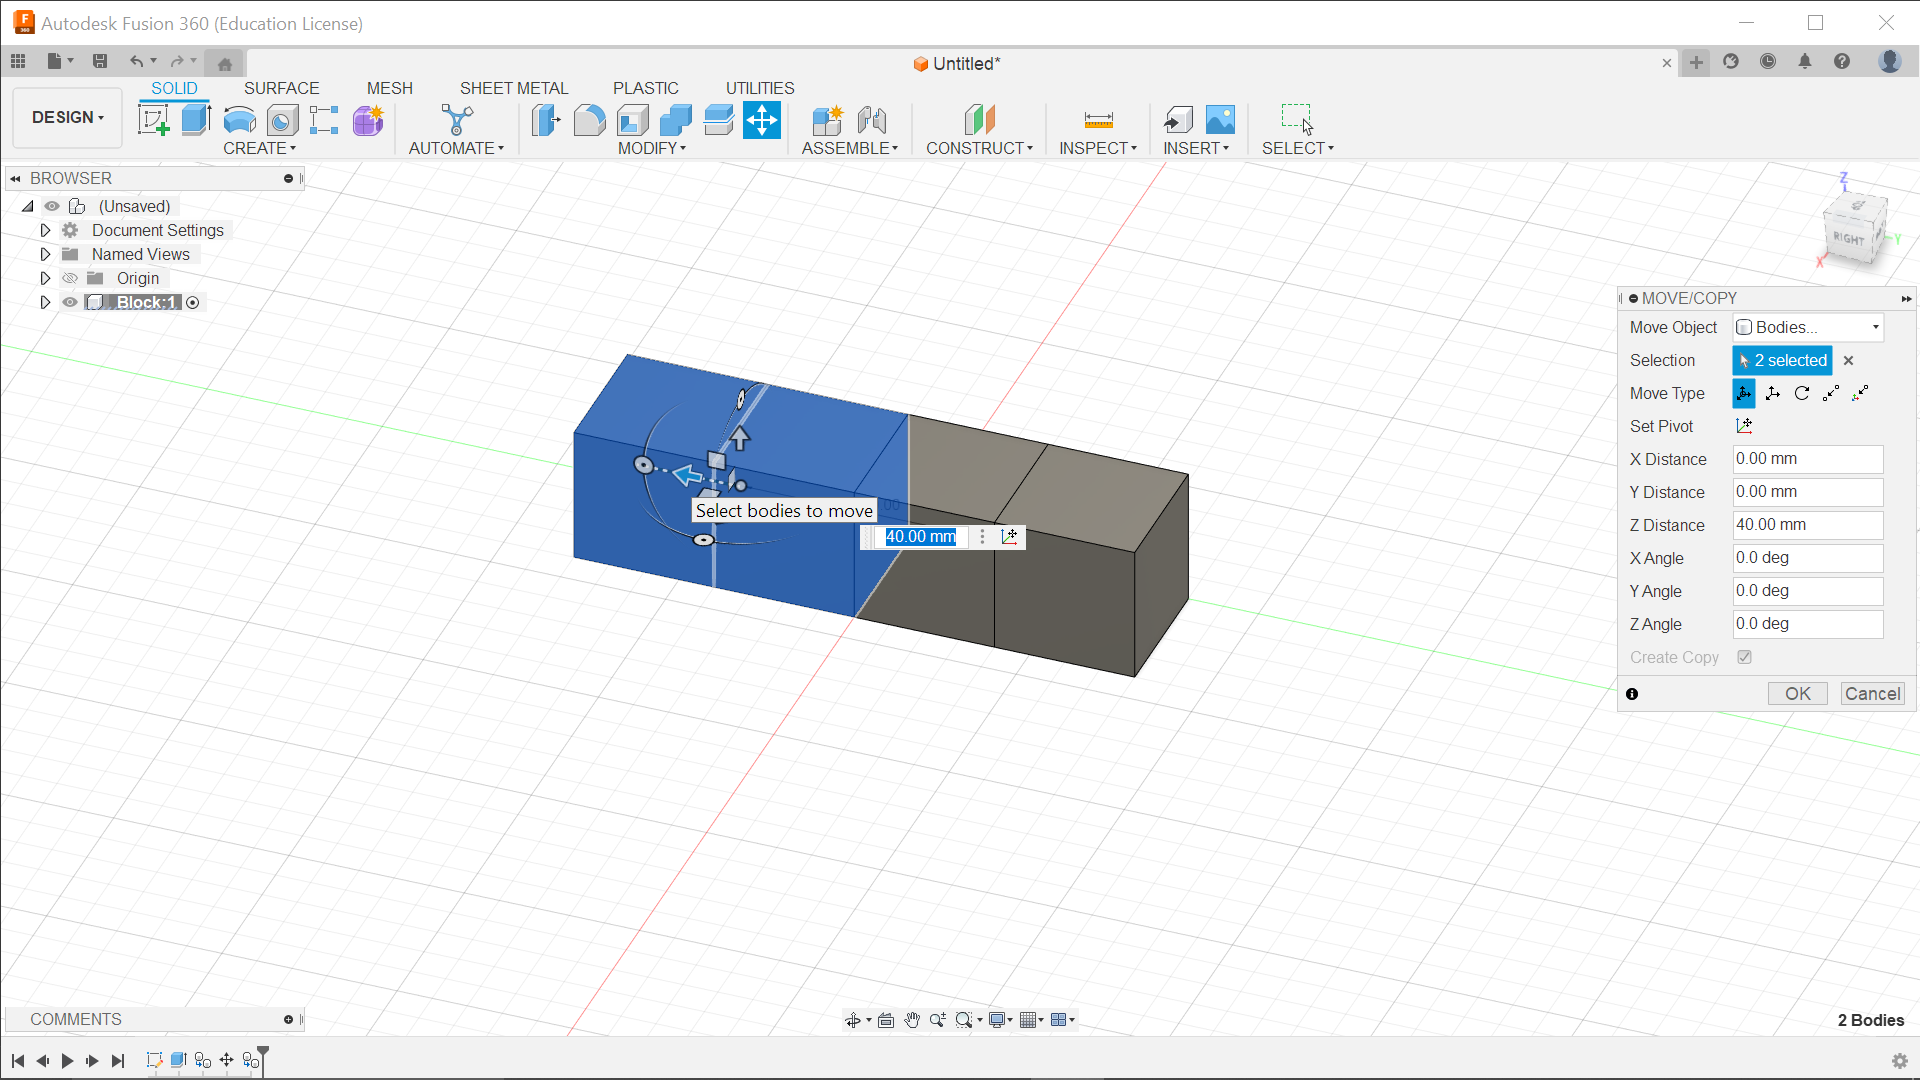 Autodesk Fusion 360 (Education License)
Untitled*
SOLID SURFACE MESH SHEET METAL PLASTIC UTILITIES
DESIGN
CREATE AUTOMATE MODIFY ASSEMBLE CONSTRUCT INSPECT INSERT SELECT
BROWSER
(Unsaved)
Document Settings
Named Views
Origin
Block:1
Z
RIGHT
Y
X
MOVE/COPY
Move Object Bodies...
Selection 2 selected
Move Type
Set Pivot
X Distance 0.00 mm
Y Distance 0.00 mm
Z Distance 40.00 mm
X Angle 0.0 deg
Y Angle 0.0 deg
Z Angle 0.0 deg
Create Copy
OK Cancel
Select bodies to move
40.00 mm
COMMENTS
2 Bodies